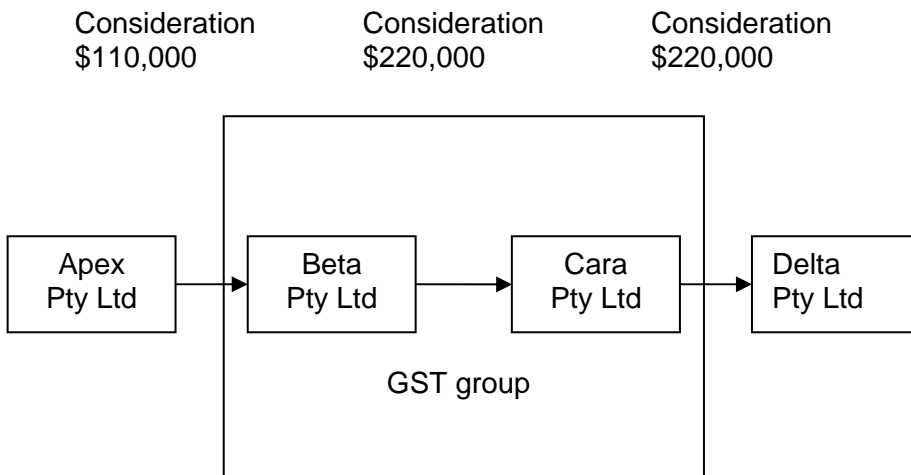 Consideration
$110,000
Consideration
$220,000
Consideration
$220,000
Apex
Pty Ltd
Beta
Pty Ltd
Cara
Pty Ltd
Delta
Pty Ltd
GST group